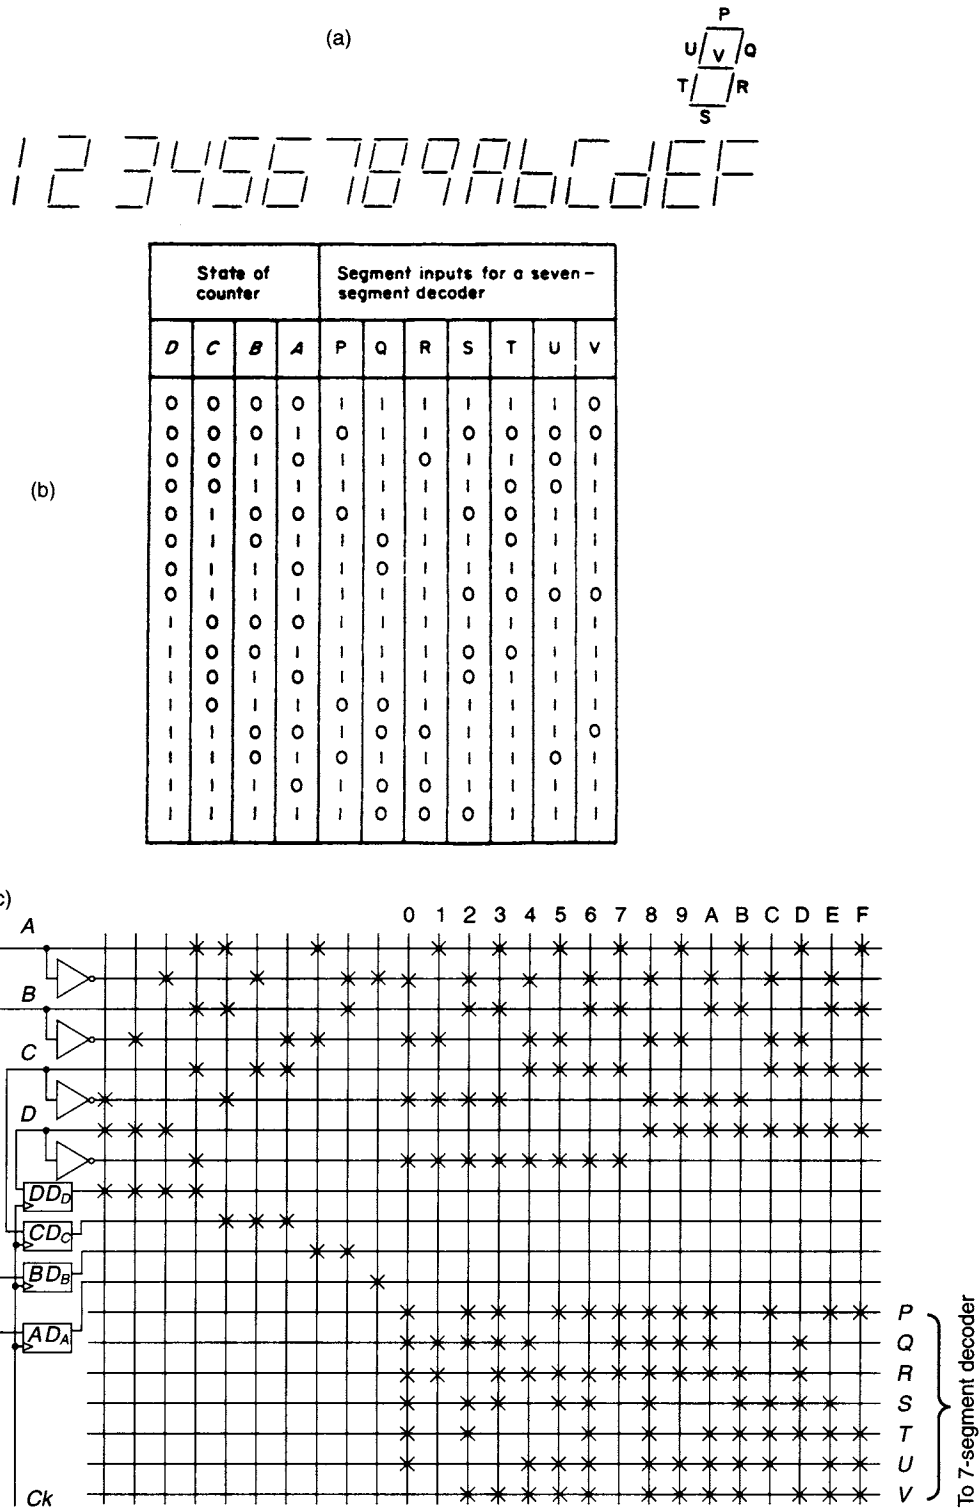 (a)
P
U V Q
T R
S
1 2 3 4 5 6 7 8 9 A b C d E F
State of counter
Segment inputs for a seven-segment decoder
D C B A P Q R S T U V
0 0 0 0 1 1 1 1 1 1 0
0 0 0 1 0 1 1 0 0 0 0
0 0 1 0 1 1 0 1 1 0 1
0 0 1 1 1 1 1 1 0 0 1
(b)
0 1 0 0 0 1 1 0 0 1 1
0 1 0 1 1 0 1 1 0 1 1
0 1 1 0 1 0 1 1 1 1 1
0 1 1 1 1 1 1 0 0 0 0
1 0 0 0 1 1 1 1 1 1 1
1 0 0 1 1 1 1 0 0 1 1
1 0 1 0 1 1 1 0 1 1 1
1 0 1 1 0 0 1 1 1 1 1
1 1 0 0 1 0 0 1 1 1 0
1 1 0 1 0 1 1 1 1 0 1
1 1 1 0 1 0 0 1 1 1 1
1 1 1 1 1 0 0 0 1 1 1
c)
0 1 2 3 4 5 6 7 8 9 A B C D E F
A
B
C
D
DD_D
CD_C
BD_B
AD_A
P
Q
R
S
T
U
V
Ck
To 7-segment decoder